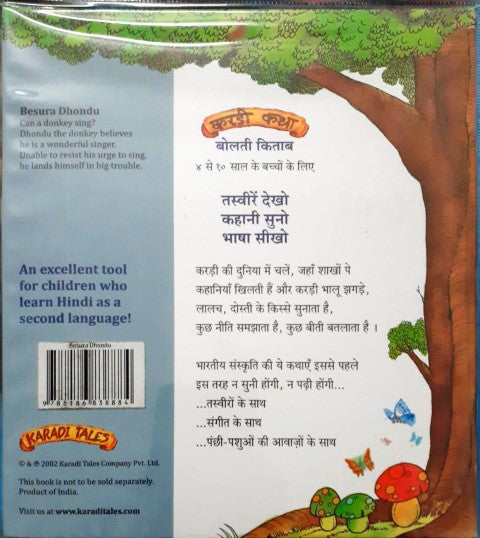 Besura Dhondu
Can a donkey sing?
Dhondu the donkey believes
he is a wonderful singer.
Unable to resist his urge to sing,
he lands himself in big trouble.
An excellent tool
for children who
learn Hindi as a
second language!
Besura Dhondu
9788386838884
KARADI TALES
© & ℗ 2002 Karadi Tales Company Pvt. Ltd.
This book is not to be sold separately.
Product of India.
Visit us at www.karaditales.com
करड़ी कथा
बोलती किताब
४ से १० साल के बच्चों के लिए
तस्वीरें देखो
कहानी सुनो
भाषा सीखो
करड़ी की दुनिया में चलें, जहाँ शाखों पे
कहानियाँ खिलती हैं और करड़ी भालू झगड़े,
लालच, दोस्ती के किस्से सुनाता है,
कुछ नीति समझाता है, कुछ बीती बतलाता है ।
भारतीय संस्कृति की ये कथाएँ इससे पहले
इस तरह न सुनी होंगी, न पढ़ी होंगी...
...तस्वीरों के साथ
...संगीत के साथ
...पंछी-पशुओं की आवाज़ों के साथ